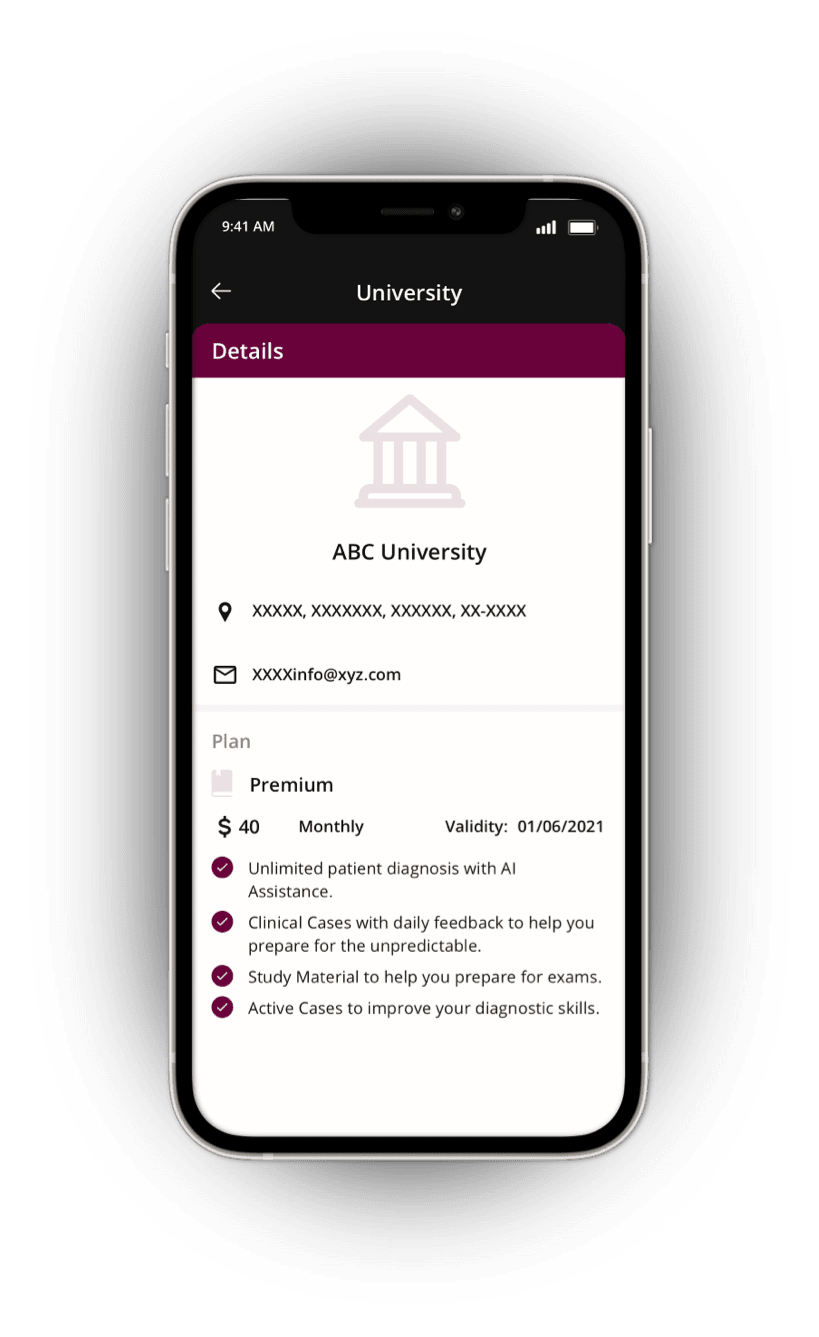 9:41 AM
University
Details
ABC University
XXXXX, XXXXXXX, XXXXXX, XX-XXXX
XXXXinfo@xyz.com
Plan
Premium
$ 40 Monthly Validity: 01/06/2021
Unlimited patient diagnosis with AI
Assistance.
Clinical Cases with daily feedback to help you
prepare for the unpredictable.
Study Material to help you prepare for exams.
Active Cases to improve your diagnostic skills.